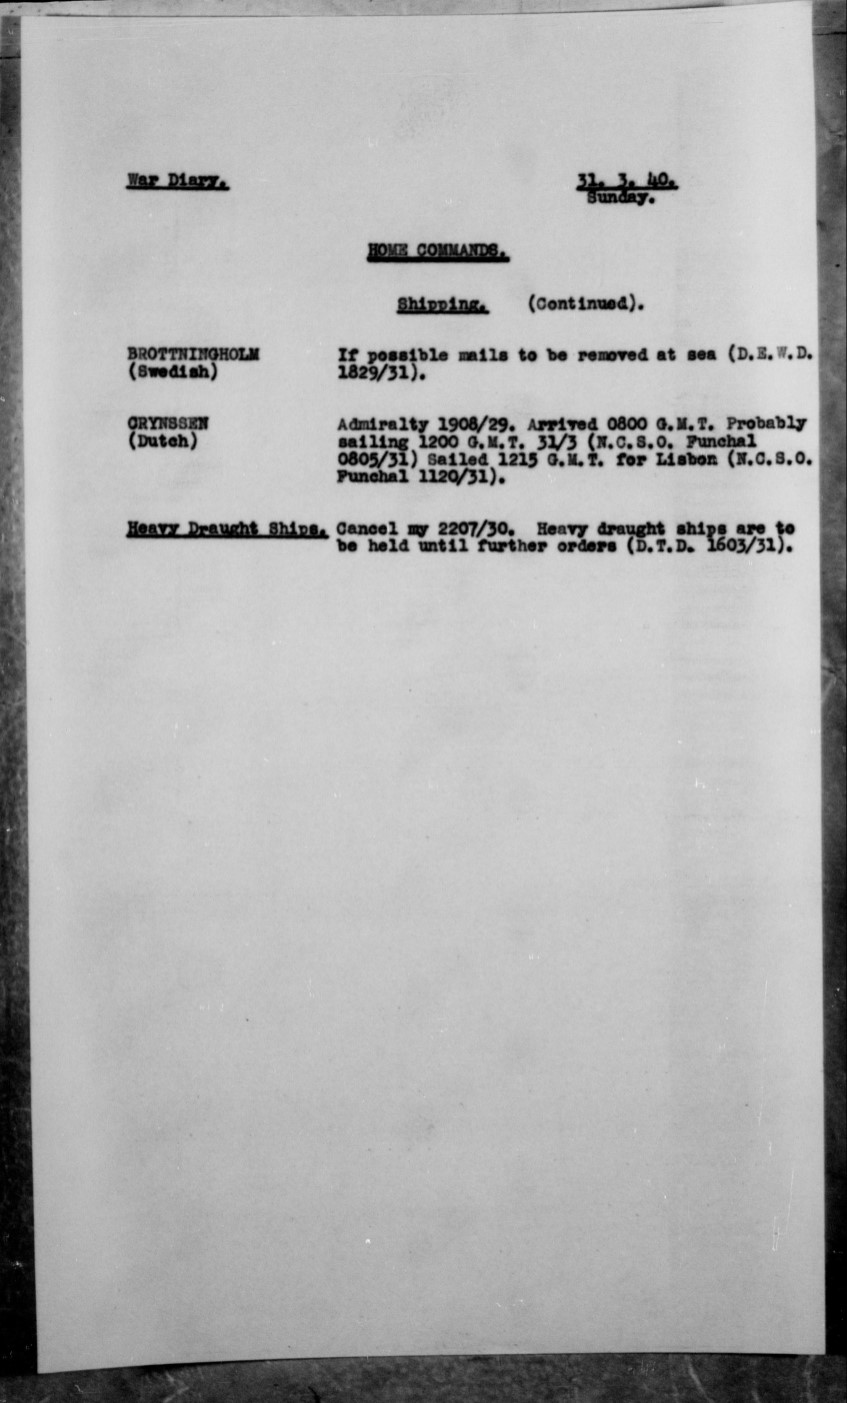 War Diary. 31. 3. 40.
Sunday.
HOME COMMANDS.
Shipping. (Continued).
BROTTNINGHOLM If possible mails to be removed at sea (D.E.W.D.
(Swedish) 1829/31).
CRYNSSEN Admiralty 1908/29. Arrived 0800 G.M.T. Probably
(Dutch) sailing 1200 G.M.T. 31/3 (N.C.S.O. Funchal
0805/31) Sailed 1215 G.M.T. for Lisbon (N.C.S.O.
Funchal 1120/31).
Heavy Draught Ships. Cancel my 2207/30. Heavy draught ships are to
be held until further orders (D.T.D. 1603/31).